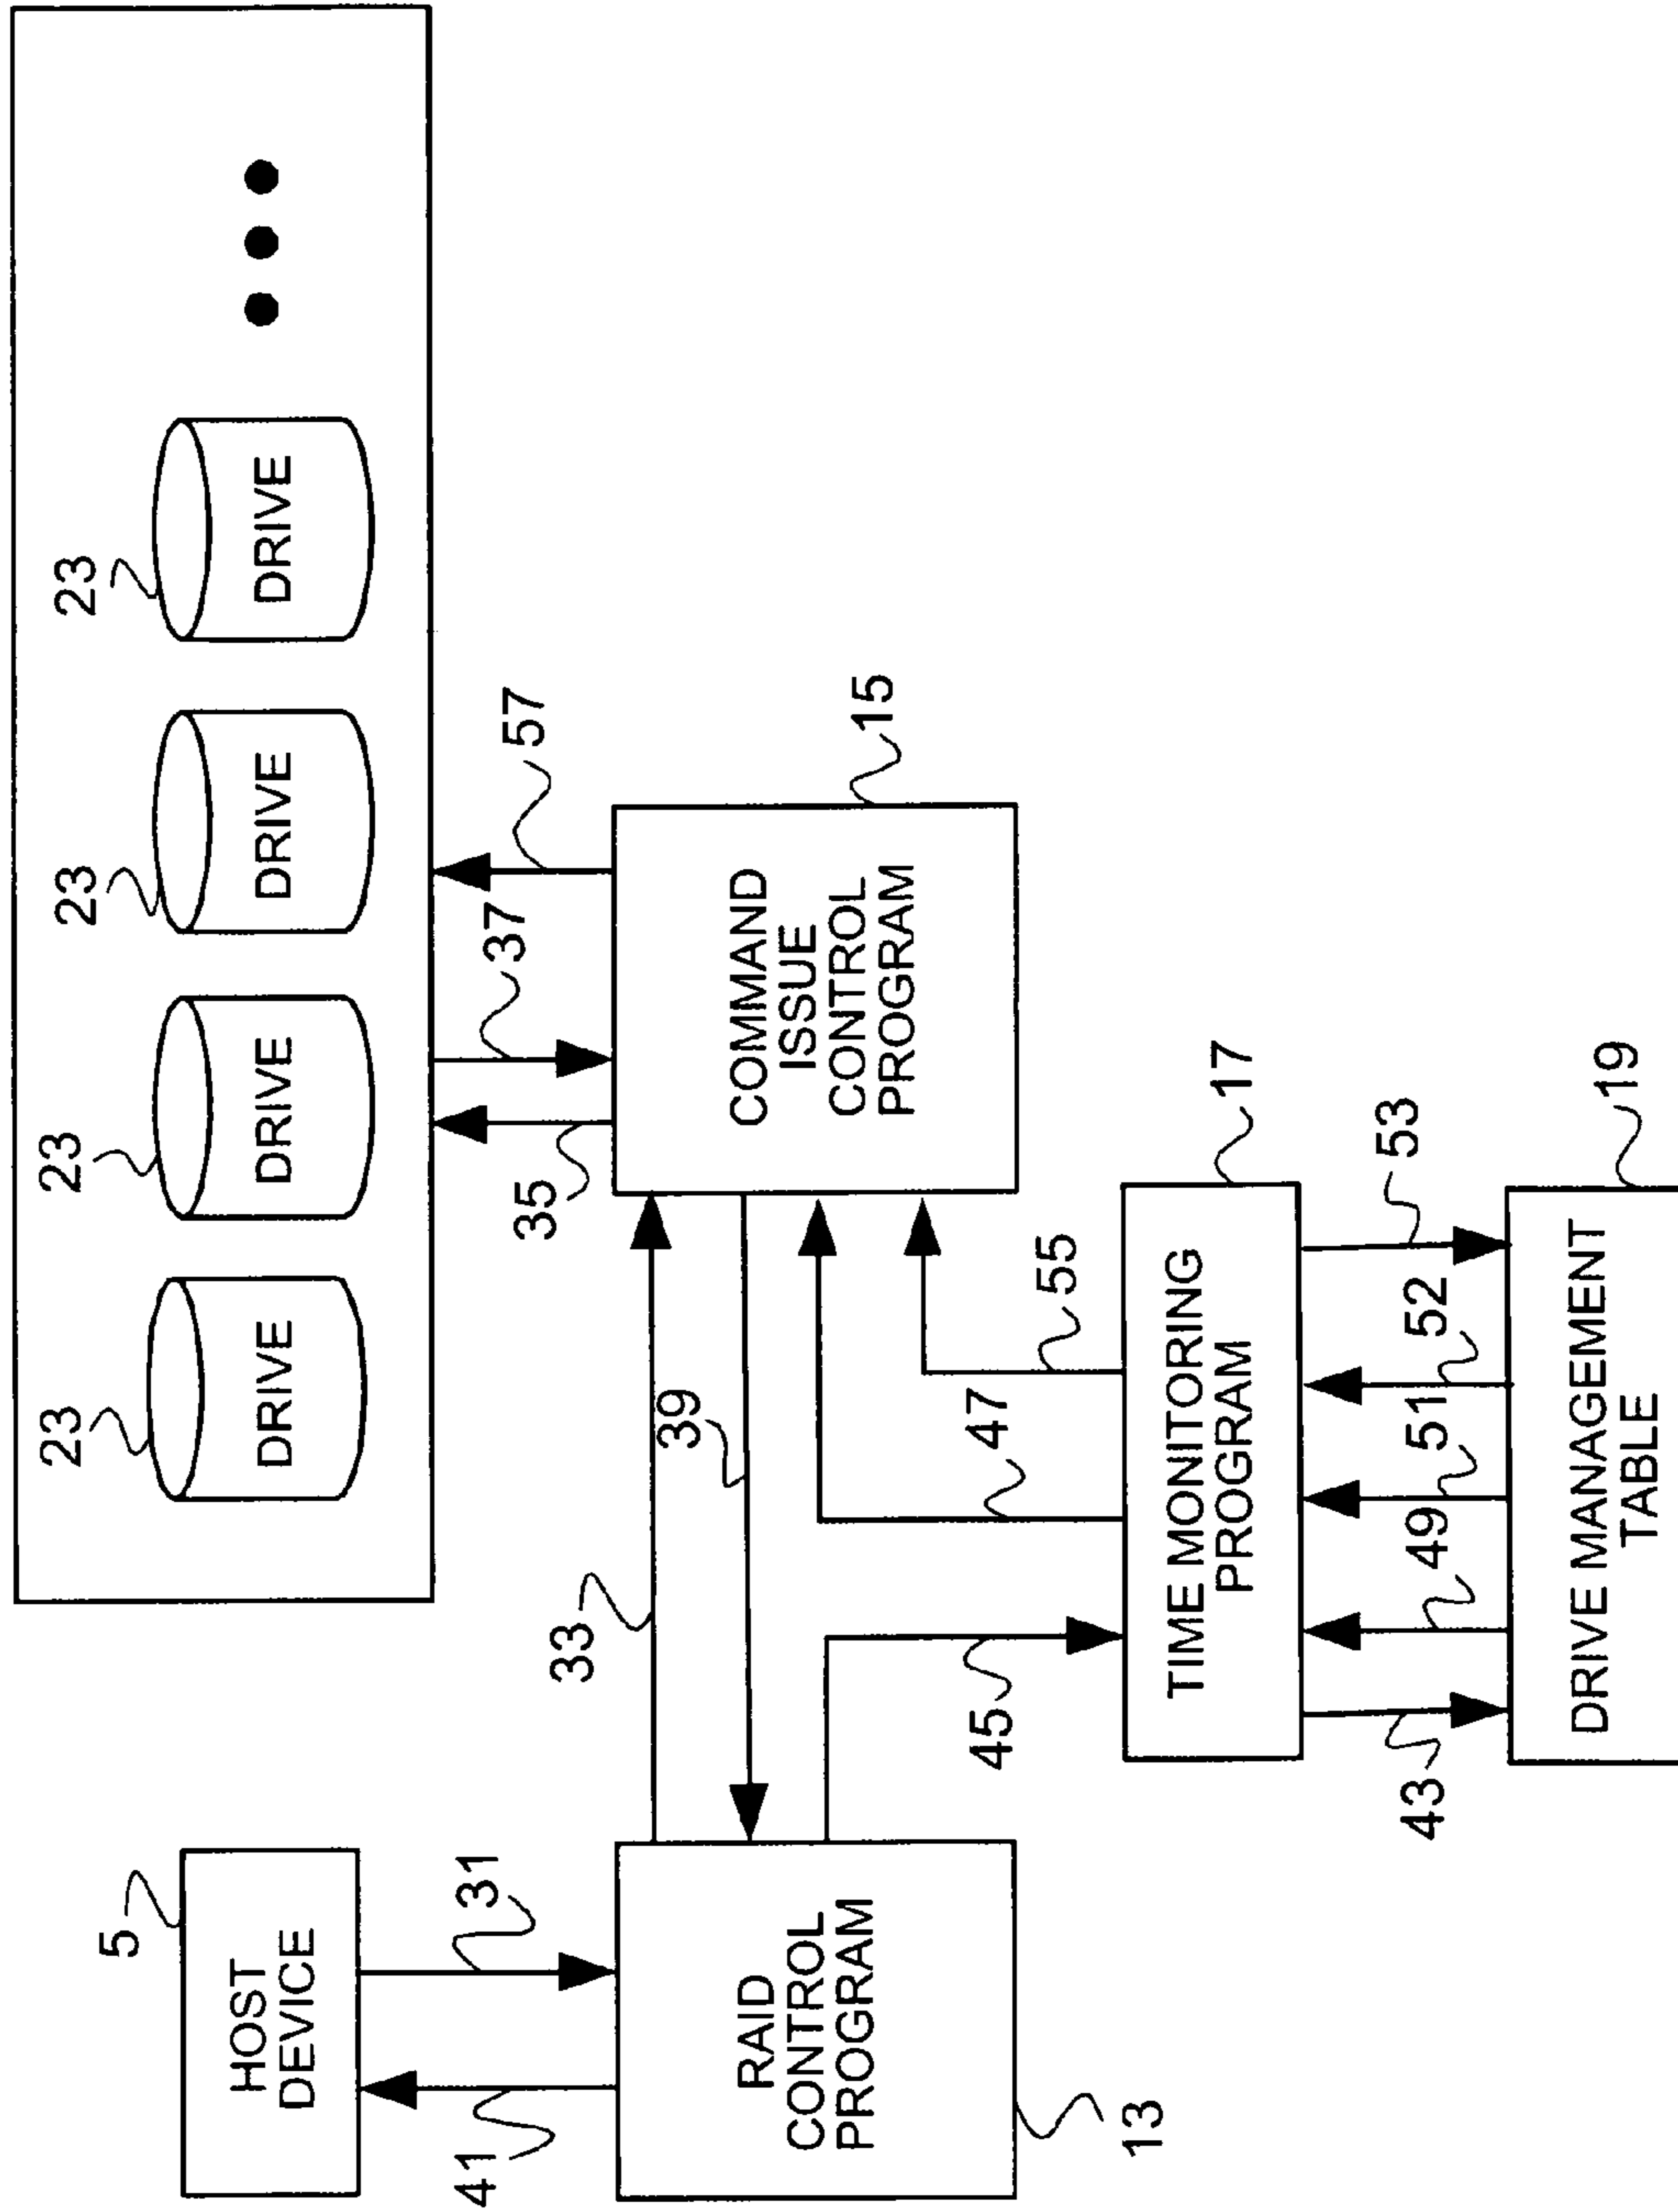 5
HOST
DEVICE
41
31
23
DRIVE
23
DRIVE
23
DRIVE
23
DRIVE
33
39
35
37
57
RAID
CONTROL
PROGRAM
13
COMMAND
ISSUE
CONTROL
PROGRAM
15
45
47
55
TIME MONITORING
PROGRAM
17
43
49
51
52
53
DRIVE MANAGEMENT
TABLE
19